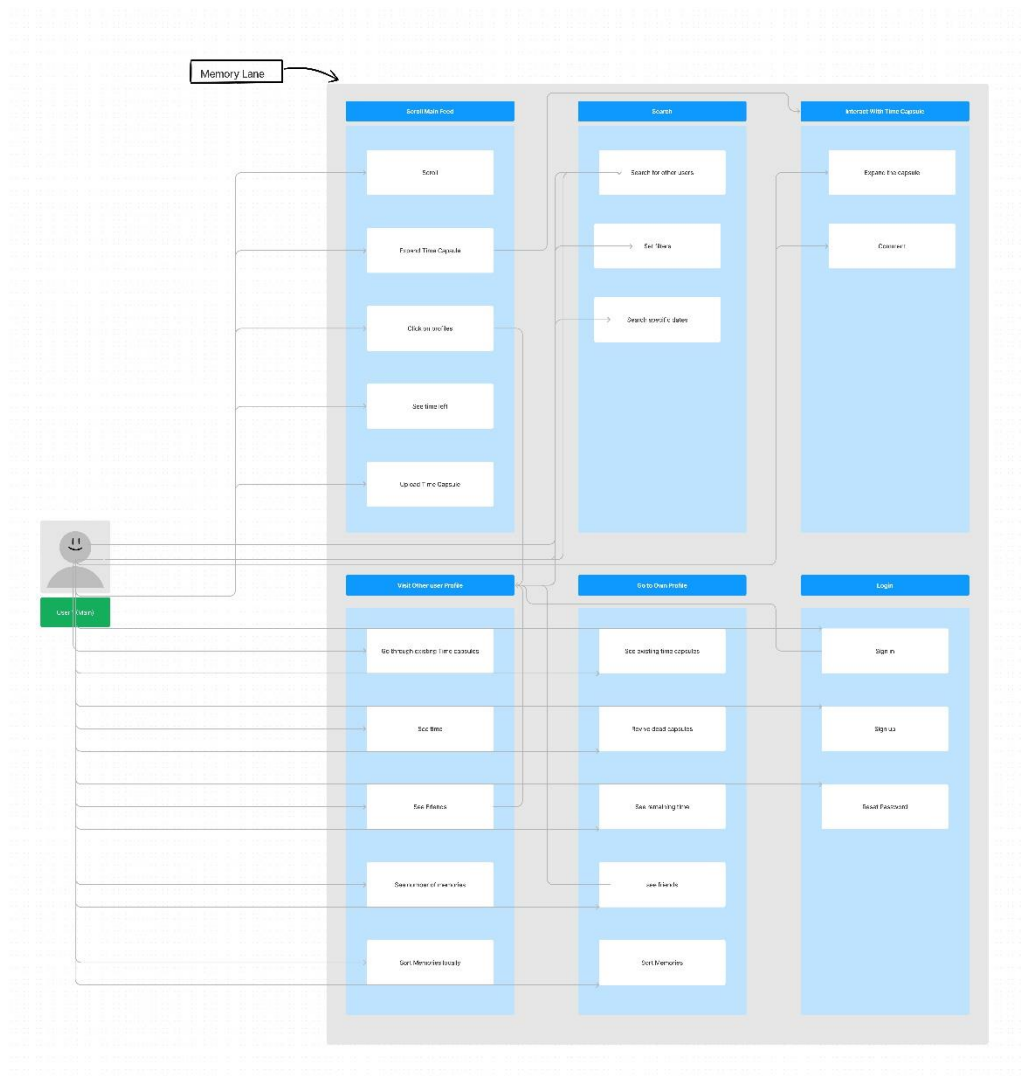 Memory Lane
Scroll Main Feed
Search
Interact With Time Capsule
Scroll
Search for other users
Expand the capsule
Expand Time Capsule
Set filters
Comment
Click on profiles
Search specific dates
See time left
Upload Time Capsule
User 1 (Main)
Visit Other user Profile
Go to Own Profile
Login
Go through existing Time capsules
See existing time capsules
Sign in
See time
Revive dead capsules
Sign up
See Friends
See remaining time
Reset Password
See number of memories
see friends
Sort Memories locally
Sort Memories